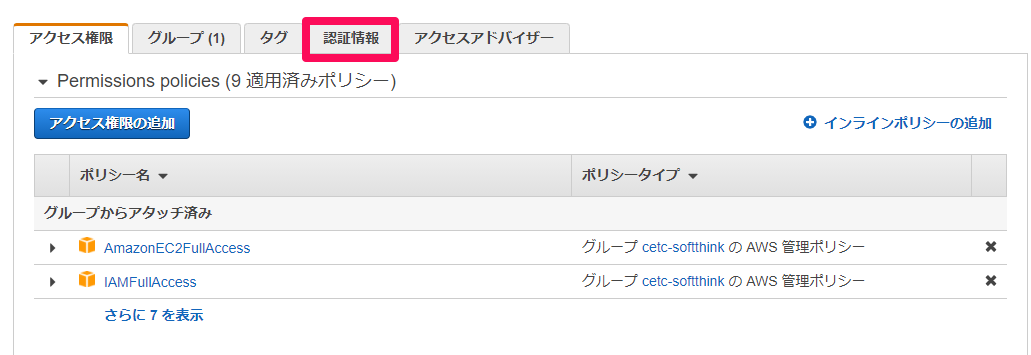 アクセス権限 グループ (1) タグ 認証情報 アクセスアドバイザー
Permissions policies (9 適用済みポリシー)
アクセス権限の追加 インラインポリシーの追加
ポリシー名 ポリシータイプ
グループからアタッチ済み
AmazonEC2FullAccess グループ cetc-softthink の AWS 管理ポリシー
IAMFullAccess グループ cetc-softthink の AWS 管理ポリシー
さらに 7 を表示